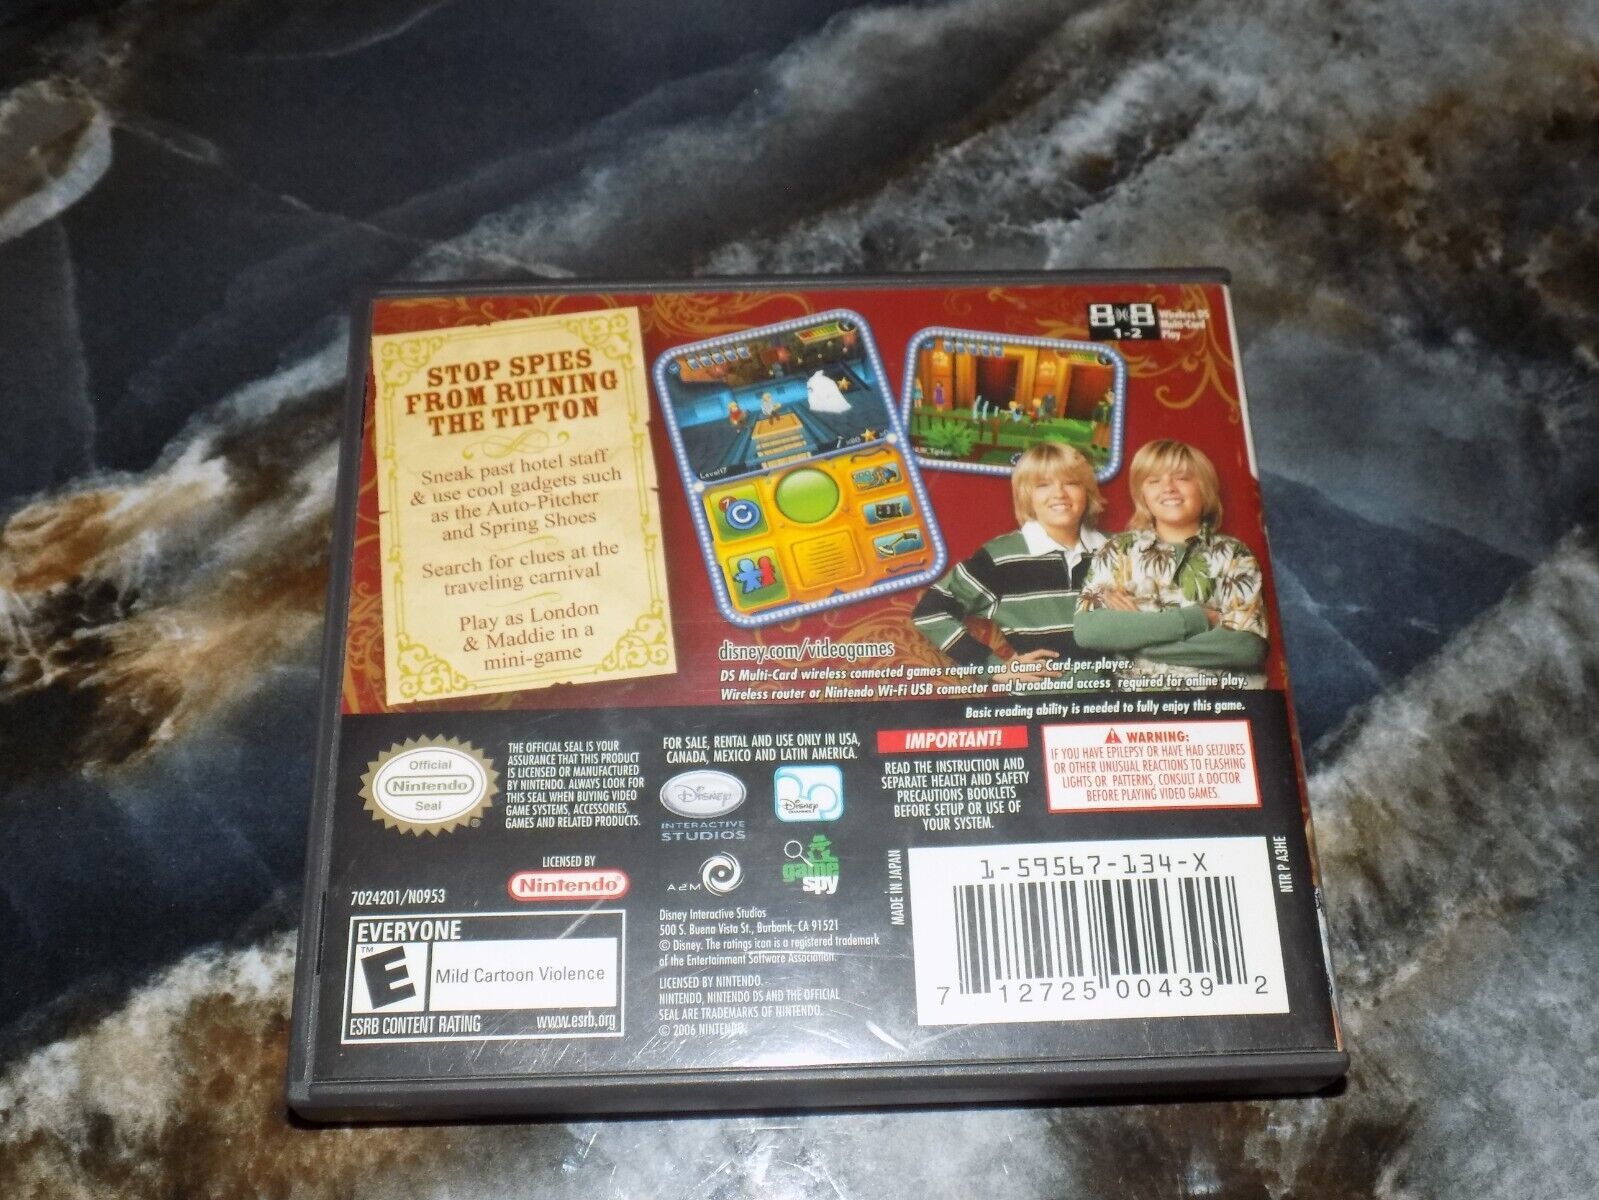 STOP SPIES
FROM RUINING
THE TIPTON
Sneak past hotel staff
& use cool gadgets such
as the Auto-Pitcher
and Spring Shoes
Search for clues at the
traveling carnival
Play as London
& Maddie in a
mini-game
Level17
x80
C
1-2
Wireless DS
Multi-Card
Play
disney.com/videogames
DS Multi-Card wireless connected games require one Game Card per player.
Wireless router or Nintendo Wi-Fi USB connector and broadband access required for online play.
Basic reading ability is needed to fully enjoy this game.
Official
Nintendo
Seal
®
THE OFFICIAL SEAL IS YOUR
ASSURANCE THAT THIS PRODUCT
IS LICENSED OR MANUFACTURED
BY NINTENDO. ALWAYS LOOK FOR
THIS SEAL WHEN BUYING VIDEO
GAME SYSTEMS, ACCESSORIES,
GAMES AND RELATED PRODUCTS.
FOR SALE, RENTAL AND USE ONLY IN USA,
CANADA, MEXICO AND LATIN AMERICA.
Disney
INTERACTIVE
STUDIOS
Disney
CHANNEL
A2M
game
spy
IMPORTANT!
READ THE INSTRUCTION AND
SEPARATE HEALTH AND SAFETY
PRECAUTIONS BOOKLETS
BEFORE SETUP OR USE OF
YOUR SYSTEM.
WARNING:
IF YOU HAVE EPILEPSY OR HAVE HAD SEIZURES
OR OTHER UNUSUAL REACTIONS TO FLASHING
LIGHTS OR PATTERNS, CONSULT A DOCTOR
BEFORE PLAYING VIDEO GAMES.
LICENSED BY
Nintendo®
7024201/N0953
EVERYONE
E
TM
Mild Cartoon Violence
ESRB CONTENT RATING
www.esrb.org
Disney Interactive Studios
500 S. Buena Vista St., Burbank, CA 91521
© Disney. The ratings icon is a registered trademark
of the Entertainment Software Association.
LICENSED BY NINTENDO.
NINTENDO, NINTENDO DS AND THE OFFICIAL
SEAL ARE TRADEMARKS OF NINTENDO.
© 2006 NINTENDO.
MADE IN JAPAN
1-59567-134-X
7 12725 00439 2
NTR P A3HE